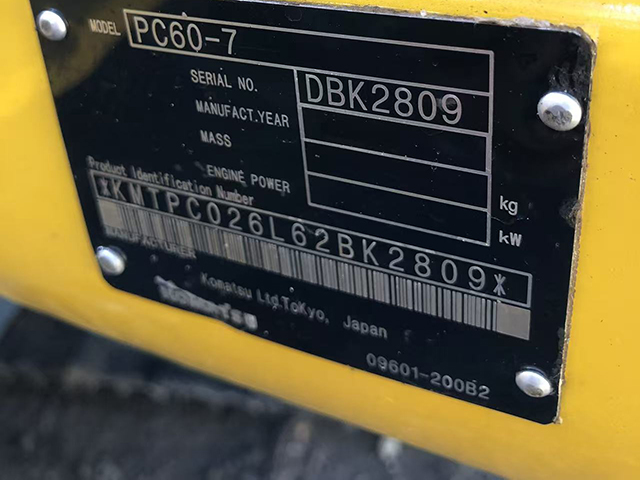 MODEL PC60-7
SERIAL NO. DBK2809
MANUFACT.YEAR
MASS kg
ENGINE POWER kW
Product Identification Number
*KMTPC026L62BK2809*
MANUFACTURER
Komatsu Ltd.ToKyo, Japan
09601-200B2